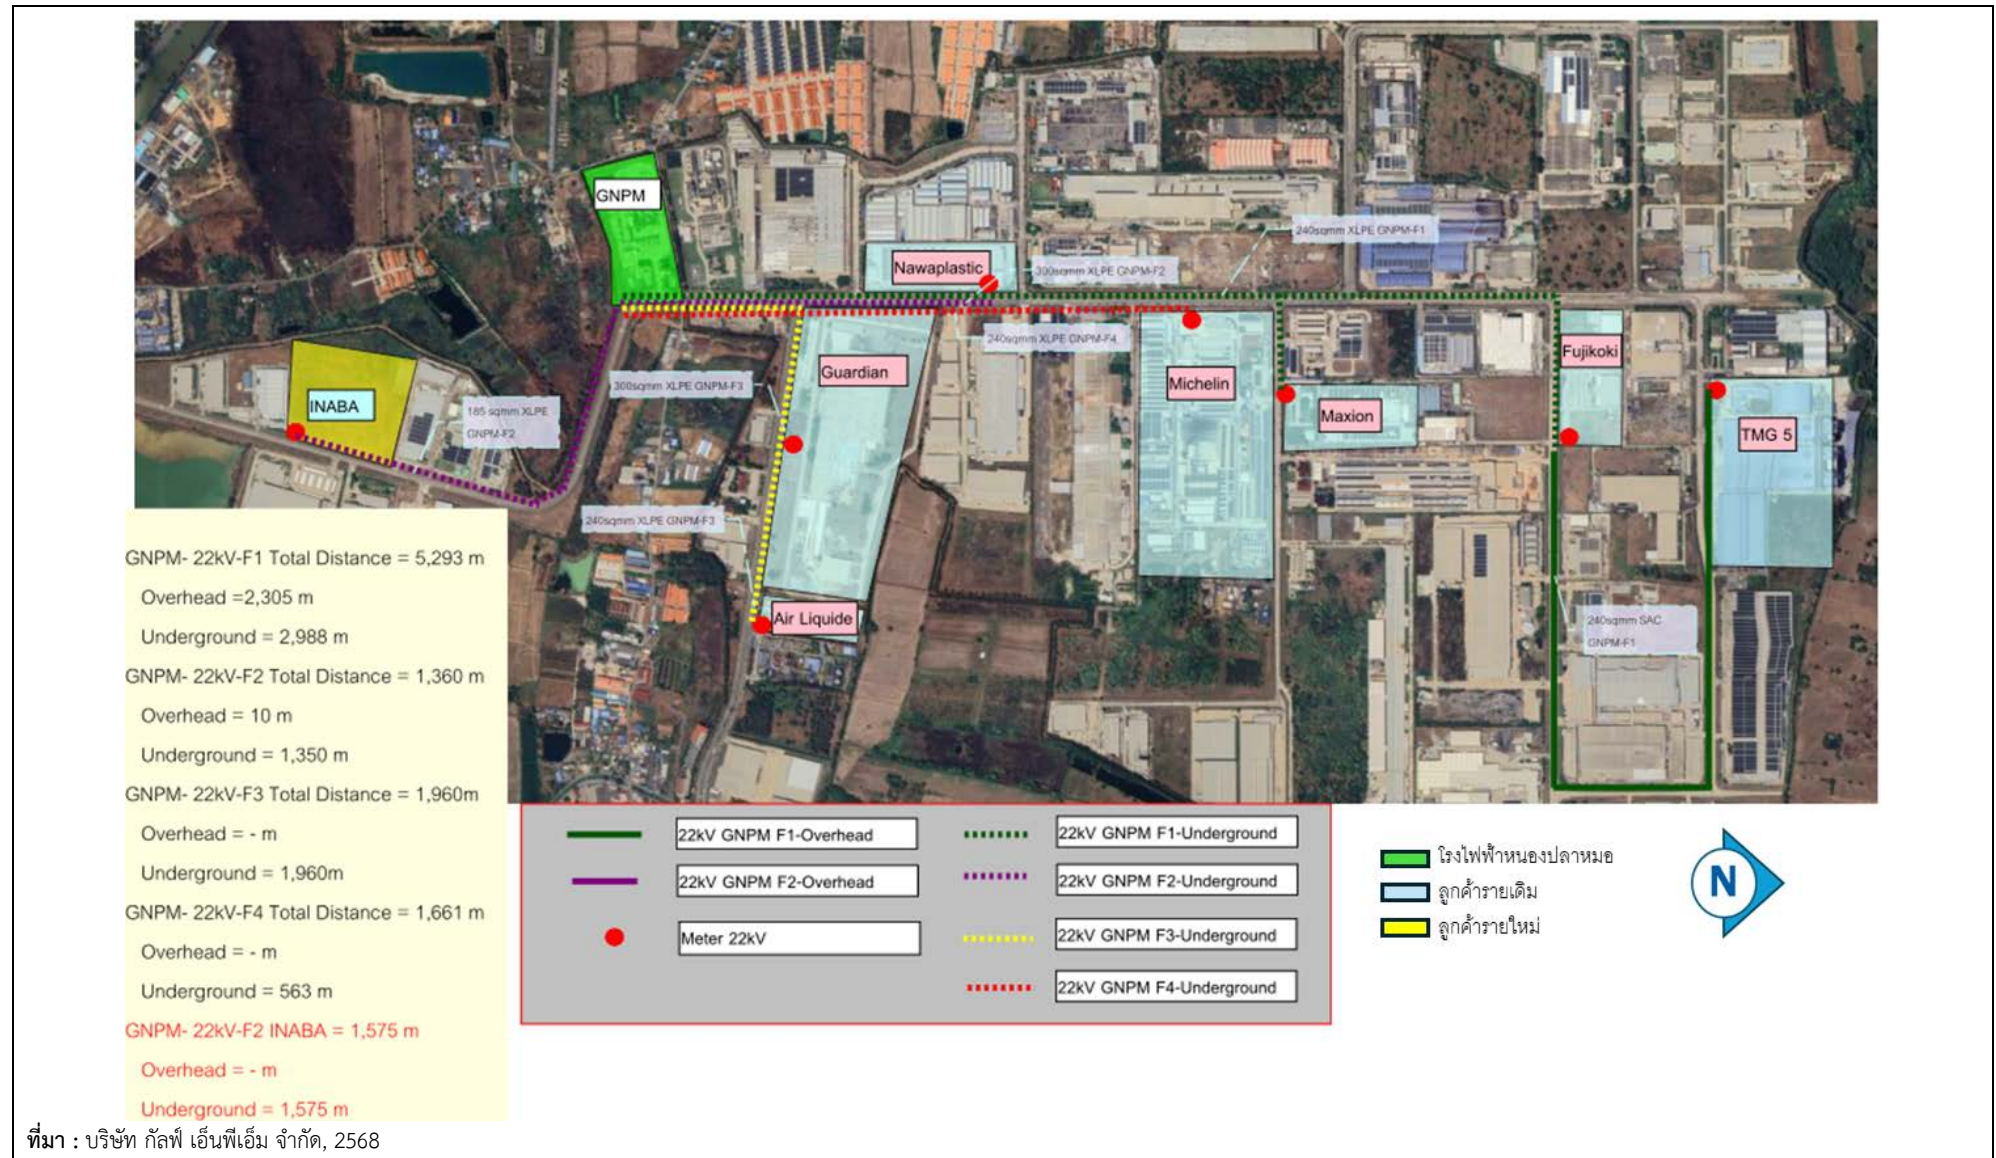 GNPM
240sqmm XLPE GNPM-F1
Nawaplastic
300sqmm XLPE GNPM-F2
240sqmm XLPE GNPM-F4
Fujikoki
Guardian
300sqmm XLPE GNPM-F3
Michelin
INABA
185 sqmm XLPE
GNPM-F2
Maxion
TMG 5
240sqmm XLPE GNPM-F3
Air Liquide
240sqmm SAC
GNPM-F1
GNPM- 22kV-F1 Total Distance = 5,293 m
Overhead =2,305 m
Underground = 2,988 m
GNPM- 22kV-F2 Total Distance = 1,360 m
Overhead = 10 m
Underground = 1,350 m
GNPM- 22kV-F3 Total Distance = 1,960m
Overhead = - m
Underground = 1,960m
GNPM- 22kV-F4 Total Distance = 1,661 m
Overhead = - m
Underground = 563 m
GNPM- 22kV-F2 INABA = 1,575 m
Overhead = - m
Underground = 1,575 m
22kV GNPM F1-Overhead
22kV GNPM F2-Overhead
Meter 22kV
22kV GNPM F1-Underground
22kV GNPM F2-Underground
22kV GNPM F3-Underground
22kV GNPM F4-Underground
โรงไฟฟ้าหนองปลาหมอ
ลูกค้ารายเดิม
ลูกค้ารายใหม่
N
ที่มา : บริษัท กัลฟ์ เอ็นพีเอ็ม จำกัด, 2568